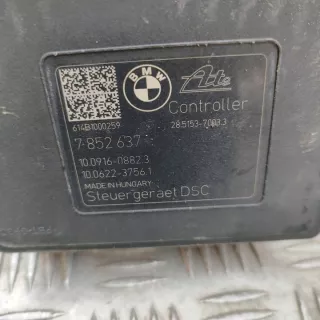 BMW
Ate
Controller
614B1000259
28.5153-7003.3
7 852 637
10.0916-0882.3
10.0622-3756.1
MADE IN HUNGARY
Steuergeraet DSC